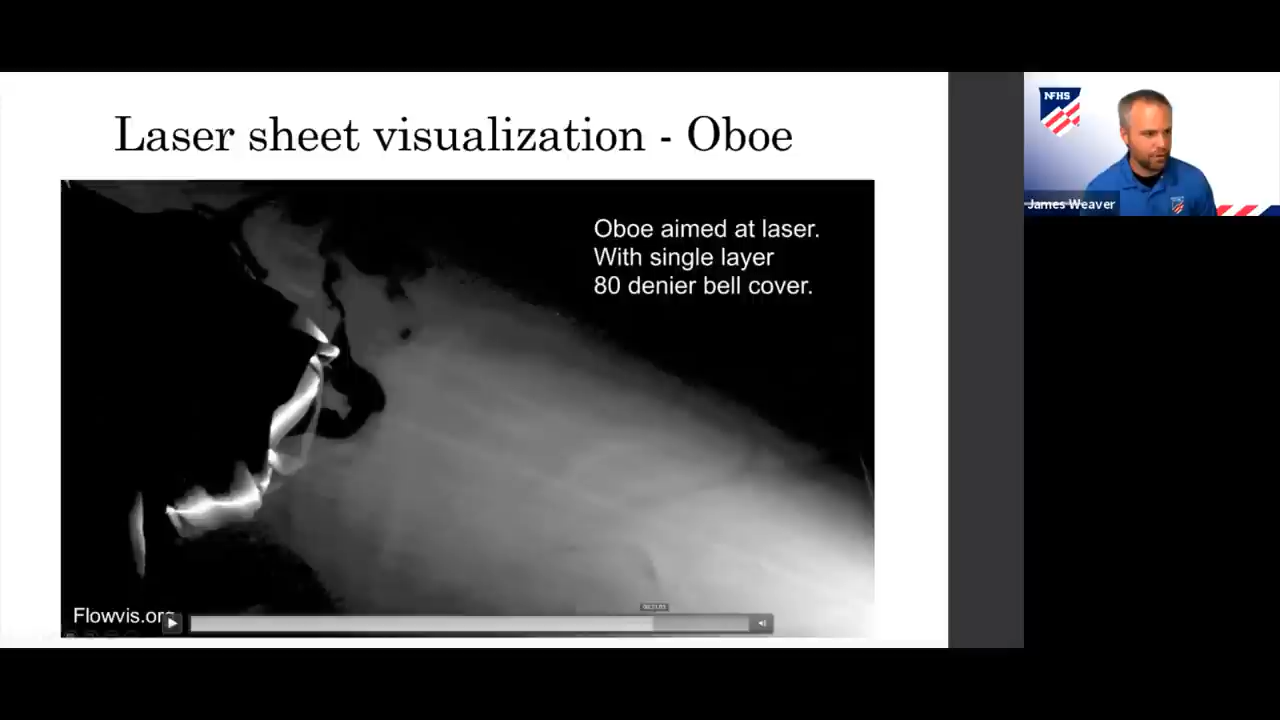 Laser sheet visualization - Oboe
Oboe aimed at laser.
With single layer
80 denier bell cover.
Flowvis.org
NFHS
James Weaver